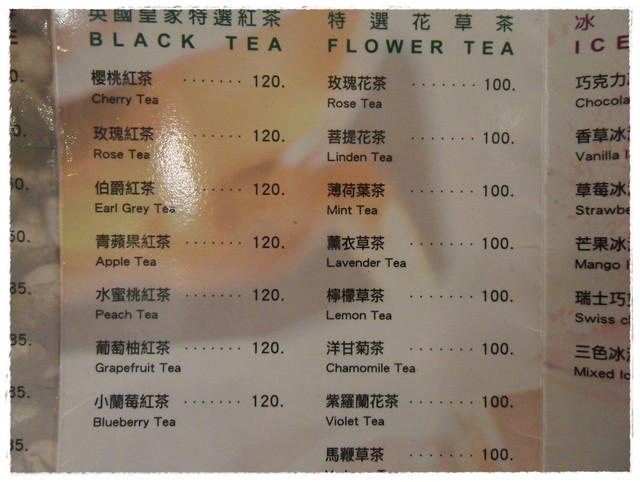 英國皇家特選紅茶
BLACK TEA
櫻桃紅茶 ······· 120.
Cherry Tea
玫瑰紅茶 ······· 120.
Rose Tea
伯爵紅茶 ······· 120.
Earl Grey Tea
青蘋果紅茶 ······· 120.
Apple Tea
水蜜桃紅茶 ······· 120.
Peach Tea
葡萄柚紅茶 ······· 120.
Grapefruit Tea
小蘭莓紅茶 ······· 120.
Blueberry Tea
特選花草茶
FLOWER TEA
玫瑰花茶 ········ 100.
Rose Tea
菩提花茶 ········ 100.
Linden Tea
薄荷葉茶 ········ 100.
Mint Tea
薰衣草茶 ········ 100.
Lavender Tea
檸檬草茶 ········ 100.
Lemon Tea
洋甘菊茶 ········ 100.
Chamomile Tea
紫羅蘭花茶 ······· 100.
Violet Tea
馬鞭草茶 ········ 100.
冰
ICE
巧克力
Chocola
香草冰
Vanilla
草莓冰
Strawbe
芒果冰
Mango
瑞士巧
Swiss
三色冰
Mixed